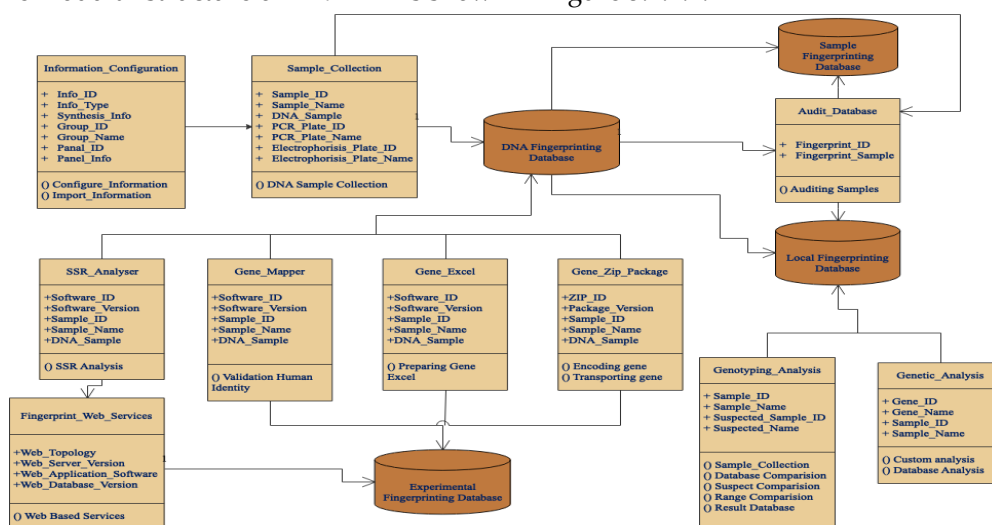 Information_Configuration
+ Info_ID
+ Info_Type
+ Synthesis_Info
+ Group_ID
+ Group_Name
+ Panal_ID
+ Panel_Info
() Configure_Information
() Import_Information
Sample_Collection
+ Sample_ID
+ Sample_Name
+ DNA_Sample
+ PCR_Plate_ID
+ PCR_Plate_Name
+ Electrophorisis_Plate_ID
+ Electrophorisis_Plate_Name
() DNA Sample Collection
1
DNA Fingerprinting
Database
1
Sample
Fingerprinting
Database
Audit_Database
+ Fingerprint_ID
+ Fingerprint_Sample
() Auditing Samples
Local Fingerprinting
Database
SSR_Analyser
+Software_ID
+Software_Version
+Sample_ID
+Sample_Name
+DNA_Sample
() SSR Analysis
Gene_Mapper
+Software_ID
+Software_Version
+Sample_ID
+Sample_Name
+DNA_Sample
() Validation Human
Identity
Gene_Excel
+Software_ID
+Software_Version
+Sample_ID
+Sample_Name
+DNA_Sample
() Preparing Gene
Excel
Gene_Zip_Package
+ZIP_ID
+Package_Version
+Sample_ID
+Sample_Name
+DNA_Sample
() Encoding gene
() Transporting gene
Genotyping_Analysis
+ Sample_ID
+ Sample_Name
+ Suspected_Sample_ID
+ Suspected_Name
() Sample_Collection
() Database Comparision
() Suspect Comparision
() Range Comparision
() Result Database
Genetic_Analysis
+ Gene_ID
+ Gene_Name
+ Sample_ID
+ Sample_Name
() Custom analysis
() Database Analysis
Fingerprint_Web_Services
+Web_Topology
+Web_Server_Version
+Web_Application_Software
+Web_Database_Version
() Web Based Services
1
Experimental
Fingerprinting Database